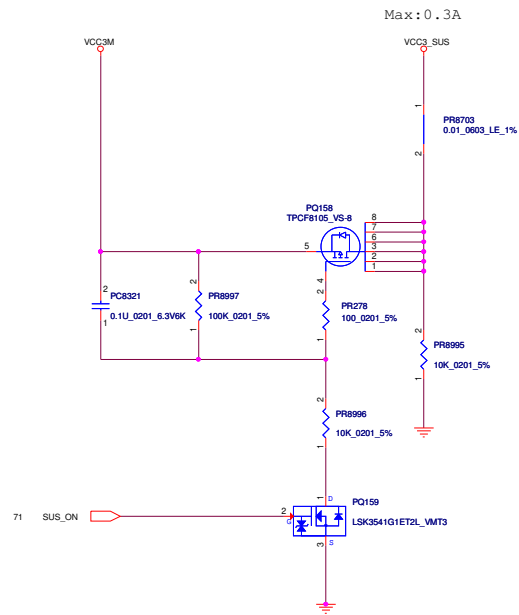 Max:0.3A
VCC3M
VCC3_SUS
1
PR8703
0.01_0603_LE_1%
2
PQ158
TPCF8105_VS-8
8
7
6
5
3
2
1
4
2
PC8321
0.1U_0201_6.3V6K
1
2
PR8997
100K_0201_5%
1
2
PR278
100_0201_5%
1
2
PR8995
10K_0201_5%
1
2
PR8996
10K_0201_5%
1
1
D
PQ159
71
SUS_ON
2
G
LSK3541G1ET2L_VMT3
3
S